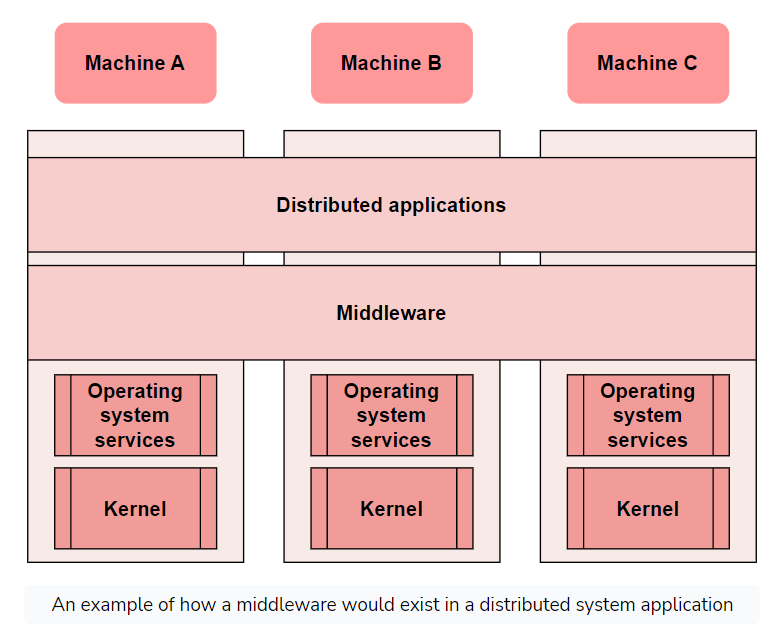 Machine A
Machine B
Machine C
Distributed applications
Middleware
Operating
system
services
Operating
system
services
Operating
system
services
Kernel
Kernel
Kernel
An example of how a middleware would exist in a distributed system application